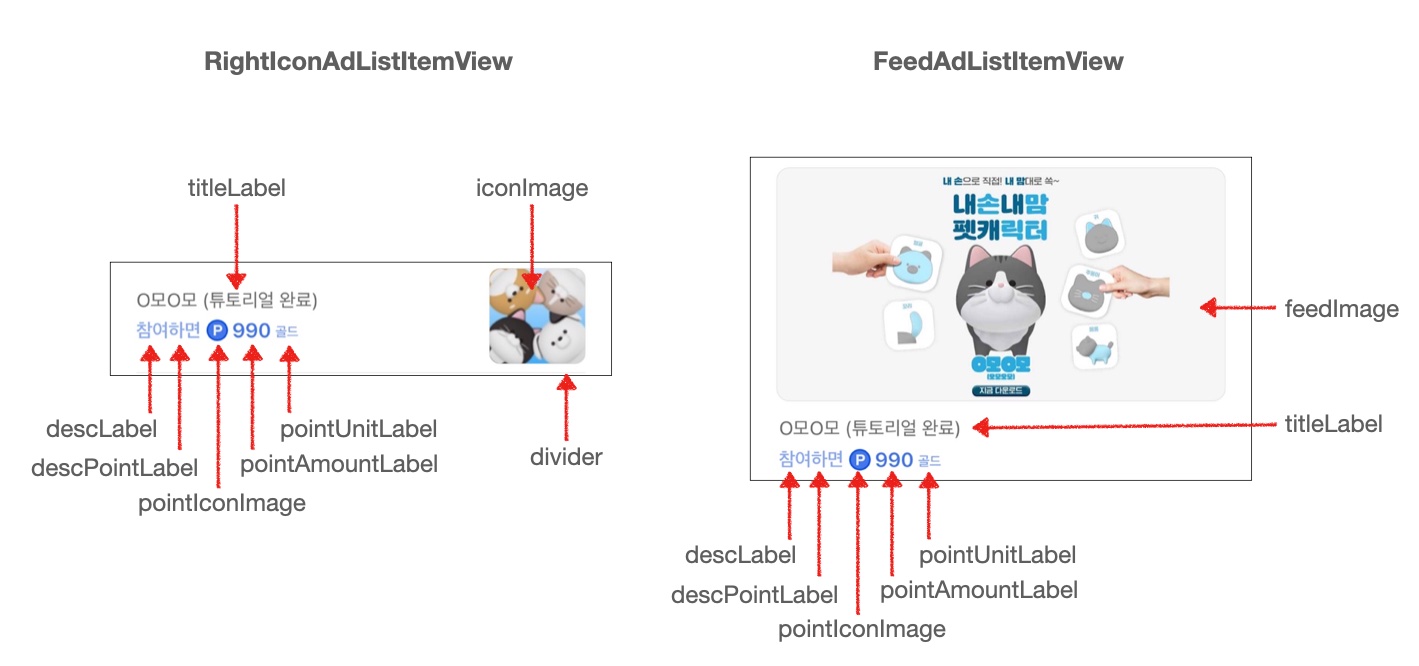 RightIconAdListItemView
FeedAdListItemView
titleLabel
iconImage
O모O모 (튜토리얼 완료)
참여하면 P 990 골드
descLabel
pointUnitLabel
descPointLabel
pointAmountLabel
pointIconImage
divider
내 손으로 직접! 내 맘대로 쏙~
내손내맘
펫캐릭터
O모O모
지금 다운로드
feedImage
O모O모 (튜토리얼 완료)
titleLabel
참여하면 P 990 골드
descLabel
pointUnitLabel
descPointLabel
pointAmountLabel
pointIconImage